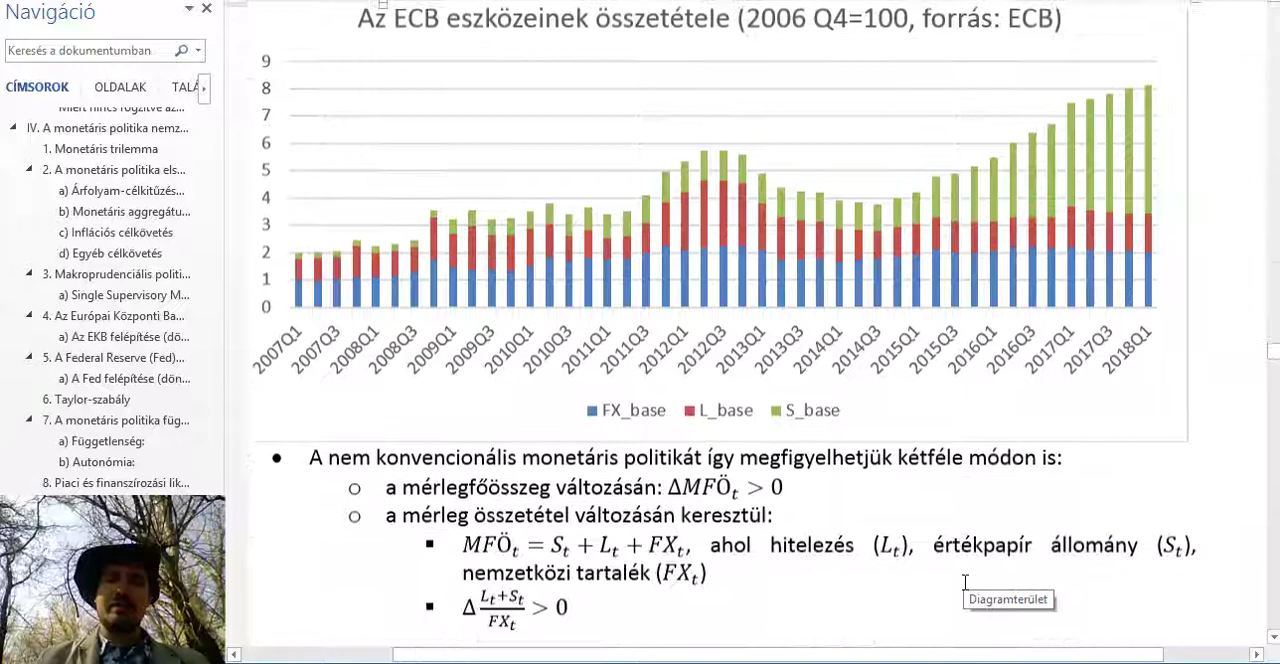 Navigáció
Keresés a dokumentumban
CÍMSOROK OLDALAK TALÁ
Miért nincs rögzítve az...
IV. A monetáris politika nemz...
1. Monetáris trilemma
2. A monetáris politika els...
a) Árfolyam-célkitűzés...
b) Monetáris aggregátu...
c) Inflációs célkövetés
d) Egyéb célkövetés
3. Makroprudenciális politi...
a) Single Supervisory M...
4. Az Európai Központi Ba...
a) Az EKB felépítése (dö...
5. A Federal Reserve (Fed)...
a) A Fed felépítése (dön...
6. Taylor-szabály
7. A monetáris politika füg...
a) Függetlenség:
b) Autonómia:
8. Piaci és finanszírozási lik...
Az ECB eszközeinek összetétele (2006 Q4=100, forrás: ECB)
9
8
7
6
5
4
3
2
1
0
2007Q1 2007Q3 2008Q1 2008Q3 2009Q1 2009Q3 2010Q1 2010Q3 2011Q1 2011Q3 2012Q1 2012Q3 2013Q1 2013Q3 2014Q1 2014Q3 2015Q1 2015Q3 2016Q1 2016Q3 2017Q1 2017Q3 2018Q1
FX_base L_base S_base
● A nem konvencionális monetáris politikát így megfigyelhetjük kétféle módon is:
○ a mérlegfőösszeg változásán: ΔMFÖ_t > 0
○ a mérleg összetétel változásán keresztül:
▪ MFÖ_t = S_t + L_t + FX_t, ahol hitelezés (L_t), értékpapír állomány (S_t),
nemzetközi tartalék (FX_t)
▪ Δ (L_t+S_t)/FX_t > 0
Diagramterület